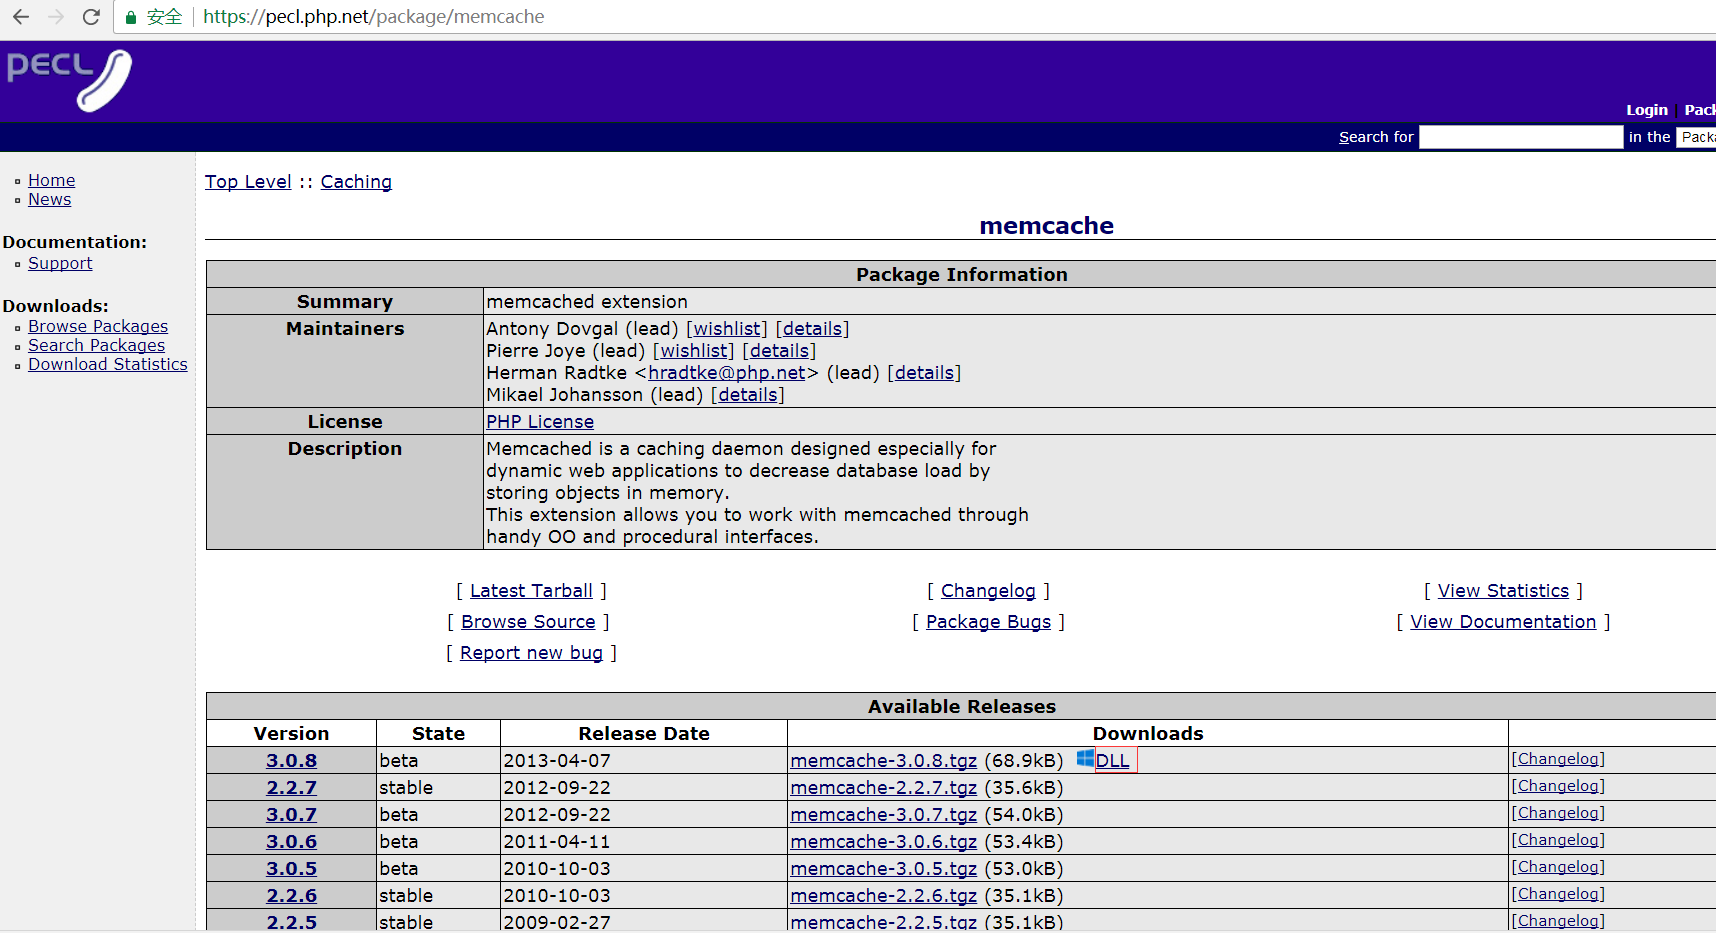 安全 https://pecl.php.net/package/memcache
PECL
Login Pack
Search for in the Packa
Home
News
Documentation:
Support
Downloads:
Browse Packages
Search Packages
Download Statistics
Top Level :: Caching
memcache
Package Information
Summary memcached extension
Maintainers Antony Dovgal (lead) [wishlist] [details]
Pierre Joye (lead) [wishlist] [details]
Herman Radtke <hradtke@php.net> (lead) [details]
Mikael Johansson (lead) [details]
License PHP License
Description Memcached is a caching daemon designed especially for
dynamic web applications to decrease database load by
storing objects in memory.
This extension allows you to work with memcached through
handy OO and procedural interfaces.
[ Latest Tarball ] [ Changelog ] [ View Statistics ]
[ Browse Source ] [ Package Bugs ] [ View Documentation ]
[ Report new bug ]
Available Releases
Version State Release Date Downloads
3.0.8 beta 2013-04-07 memcache-3.0.8.tgz (68.9kB) DLL [Changelog]
2.2.7 stable 2012-09-22 memcache-2.2.7.tgz (35.6kB) [Changelog]
3.0.7 beta 2012-09-22 memcache-3.0.7.tgz (54.0kB) [Changelog]
3.0.6 beta 2011-04-11 memcache-3.0.6.tgz (53.4kB) [Changelog]
3.0.5 beta 2010-10-03 memcache-3.0.5.tgz (53.0kB) [Changelog]
2.2.6 stable 2010-10-03 memcache-2.2.6.tgz (35.1kB) [Changelog]
2.2.5 stable 2009-02-27 memcache-2.2.5.tgz (35.1kB) [Changelog]